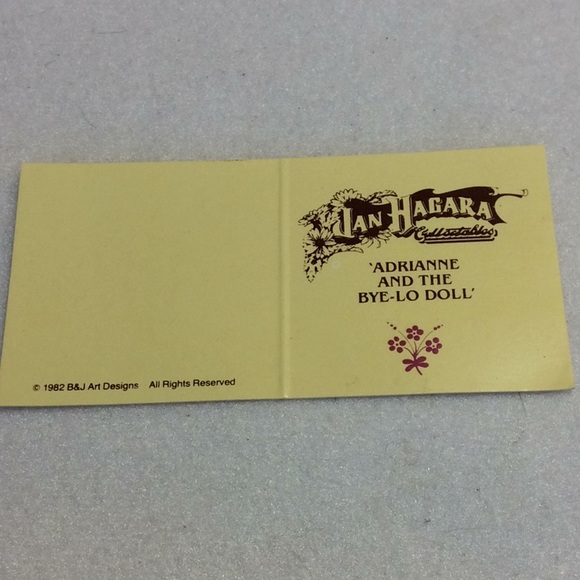 JAN HAGARA
Collectables
'ADRIANNE
AND THE
BYE-LO DOLL'
© 1982 B&J Art Designs All Rights Reserved